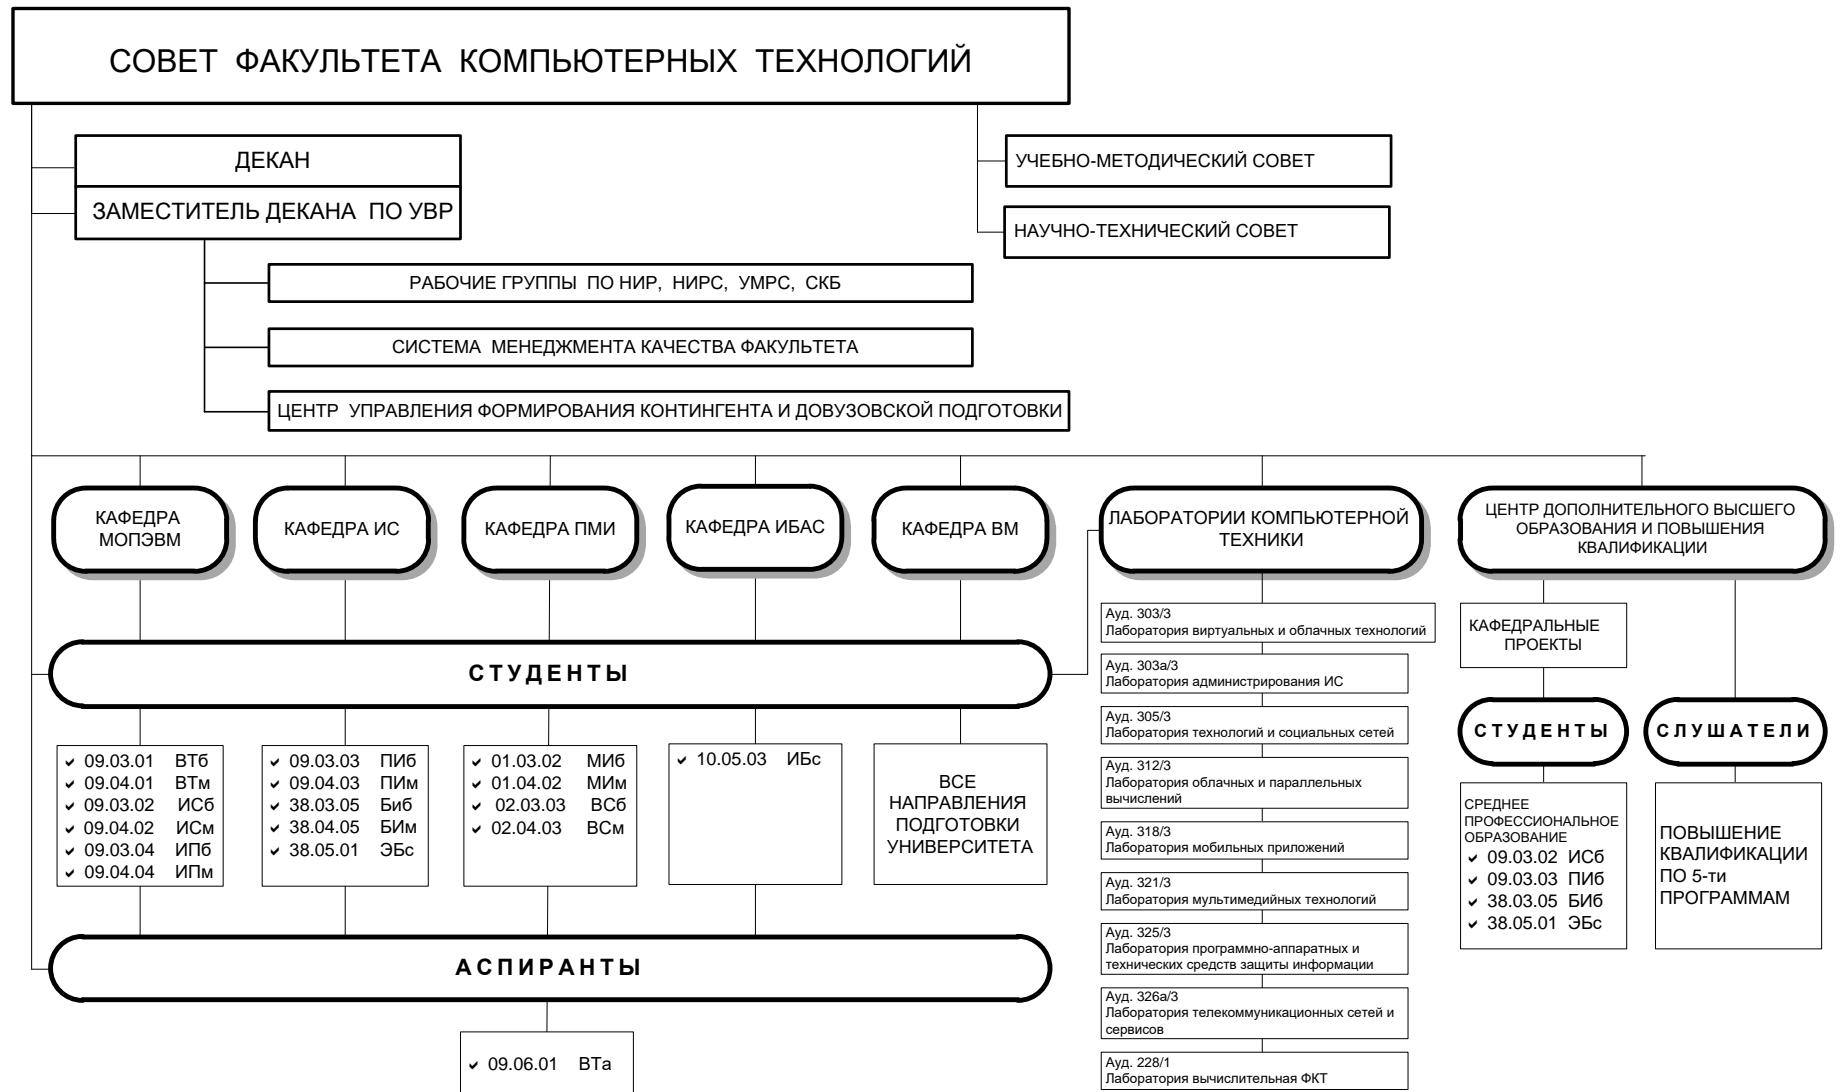 СОВЕТ ФАКУЛЬТЕТА КОМПЬЮТЕРНЫХ ТЕХНОЛОГИЙ
ДЕКАН
ЗАМЕСТИТЕЛЬ ДЕКАНА ПО УВР
УЧЕБНО-МЕТОДИЧЕСКИЙ СОВЕТ
НАУЧНО-ТЕХНИЧЕСКИЙ СОВЕТ
РАБОЧИЕ ГРУППЫ ПО НИР, НИРС, УМРС, СКБ
СИСТЕМА МЕНЕДЖМЕНТА КАЧЕСТВА ФАКУЛЬТЕТА
ЦЕНТР УПРАВЛЕНИЯ ФОРМИРОВАНИЯ КОНТИНГЕНТА И ДОВУЗОВСКОЙ ПОДГОТОВКИ
КАФЕДРА
МОПЭВМ
КАФЕДРА ИС
КАФЕДРА ПМИ
КАФЕДРА ИБАС
КАФЕДРА ВМ
ЛАБОРАТОРИИ КОМПЬЮТЕРНОЙ
ТЕХНИКИ
ЦЕНТР ДОПОЛНИТЕЛЬНОГО ВЫСШЕГО
ОБРАЗОВАНИЯ И ПОВЫШЕНИЯ
КВАЛИФИКАЦИИ
СТУДЕНТЫ
✓ 09.03.01 ВТб
✓ 09.04.01 ВТм
✓ 09.03.02 ИСб
✓ 09.04.02 ИСм
✓ 09.03.04 ИПб
✓ 09.04.04 ИПм
✓ 09.03.03 ПИб
✓ 09.04.03 ПИм
✓ 38.03.05 Биб
✓ 38.04.05 БИм
✓ 38.05.01 ЭБс
✓ 01.03.02 МИб
✓ 01.04.02 МИм
✓ 02.03.03 ВСб
✓ 02.04.03 ВСм
✓ 10.05.03 ИБс
ВСЕ
НАПРАВЛЕНИЯ
ПОДГОТОВКИ
УНИВЕРСИТЕТА
АСПИРАНТЫ
✓ 09.06.01 ВТа
Ауд. 303/3
Лаборатория виртуальных и облачных технологий
Ауд. 303а/3
Лаборатория администрирования ИС
Ауд. 305/3
Лаборатория технологий и социальных сетей
Ауд. 312/3
Лаборатория облачных и параллельных
вычислений
Ауд. 318/3
Лаборатория мобильных приложений
Ауд. 321/3
Лаборатория мультимедийных технологий
Ауд. 325/3
Лаборатория программно-аппаратных и
технических средств защиты информации
Ауд. 326а/3
Лаборатория телекоммуникационных сетей и
сервисов
Ауд. 228/1
Лаборатория вычислительная ФКТ
КАФЕДРАЛЬНЫЕ
ПРОЕКТЫ
СТУДЕНТЫ
СЛУШАТЕЛИ
СРЕДНЕЕ
ПРОФЕССИОНАЛЬНОЕ
ОБРАЗОВАНИЕ
✓ 09.03.02 ИСб
✓ 09.03.03 ПИб
✓ 38.03.05 БИб
✓ 38.05.01 ЭБс
ПОВЫШЕНИЕ
КВАЛИФИКАЦИИ
ПО 5-ти
ПРОГРАММАМ